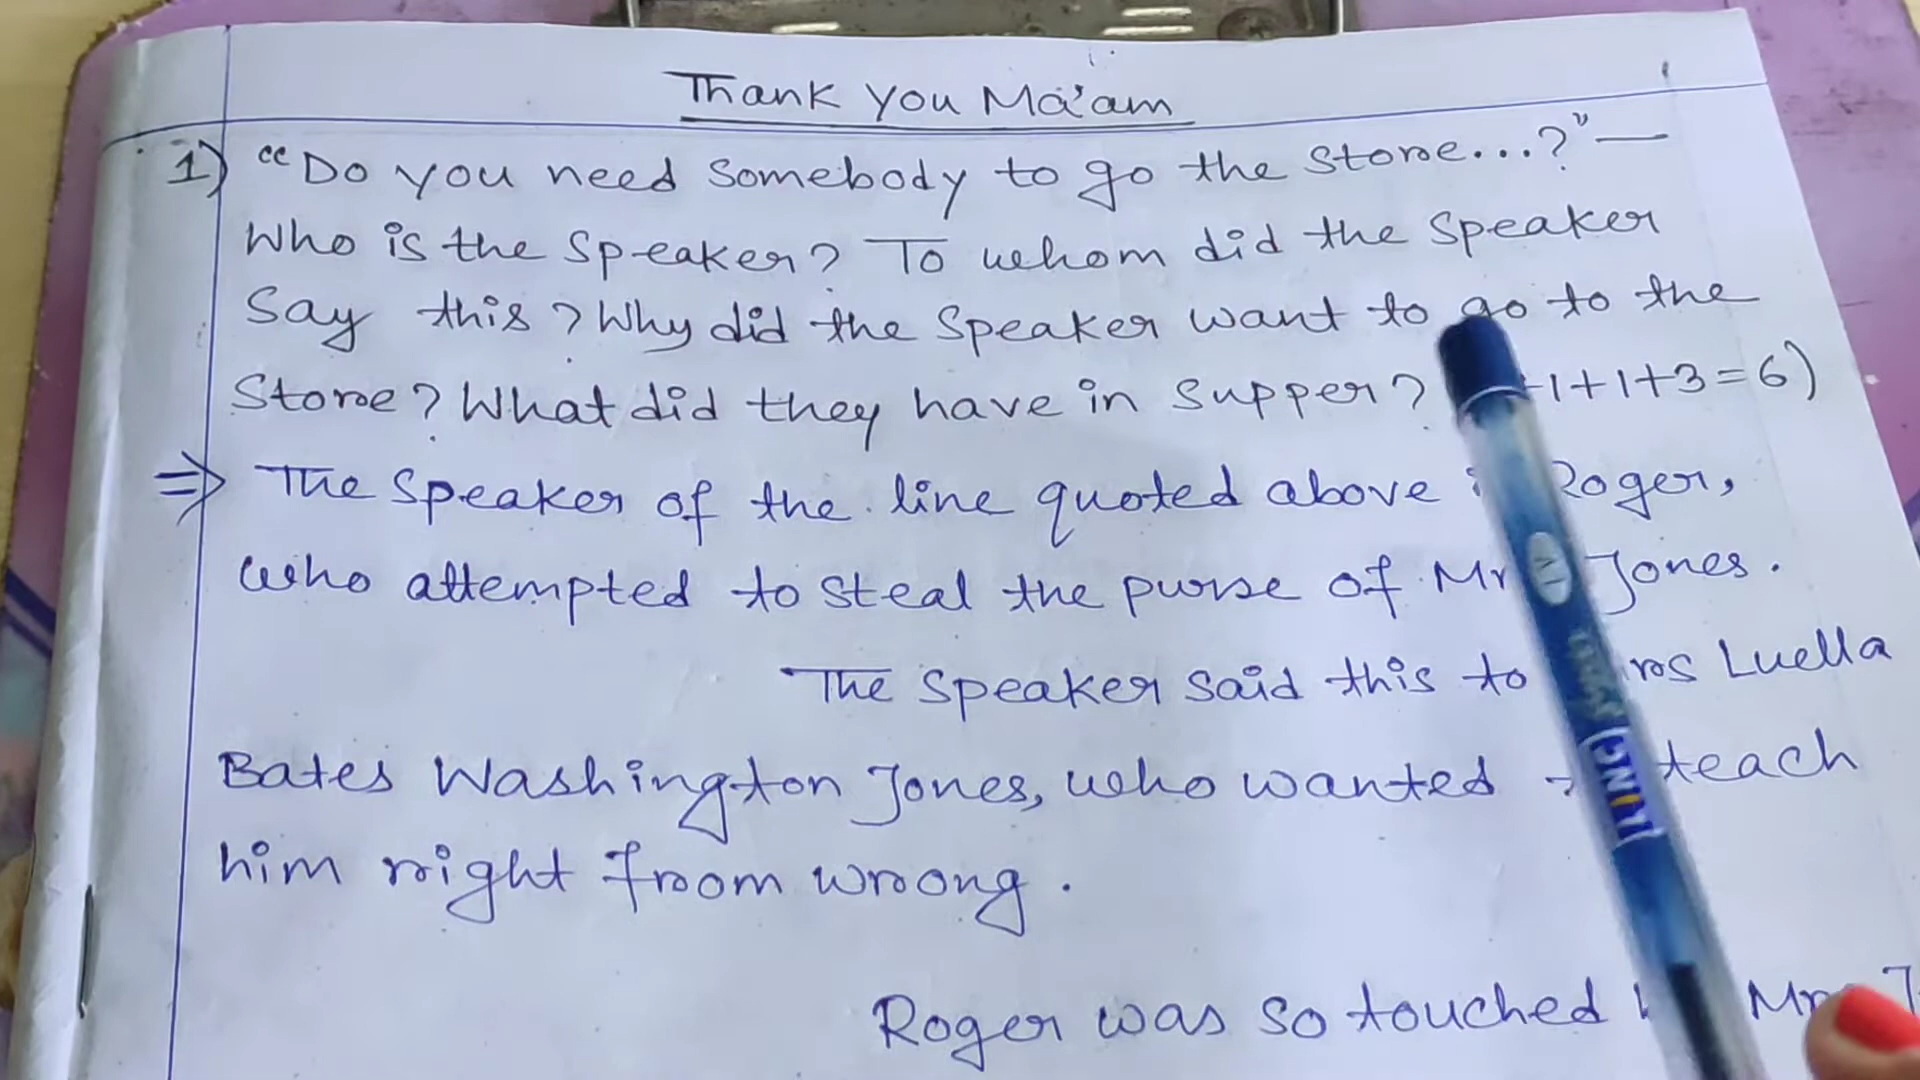 Thank you Ma'am
1) "Do you need somebody to go the store...?" —
Who is the speaker? To whom did the speaker
say this? Why did the speaker want to go to the
store? What did they have in supper? +1+1+3=6)
⇒ The speaker of the line quoted above Roger,
who attempted to steal the purse of Mr Jones.
The speaker said this to Luella
Bates Washington Jones, who wanted teach
him right from wrong.
Roger was so touched
LINC